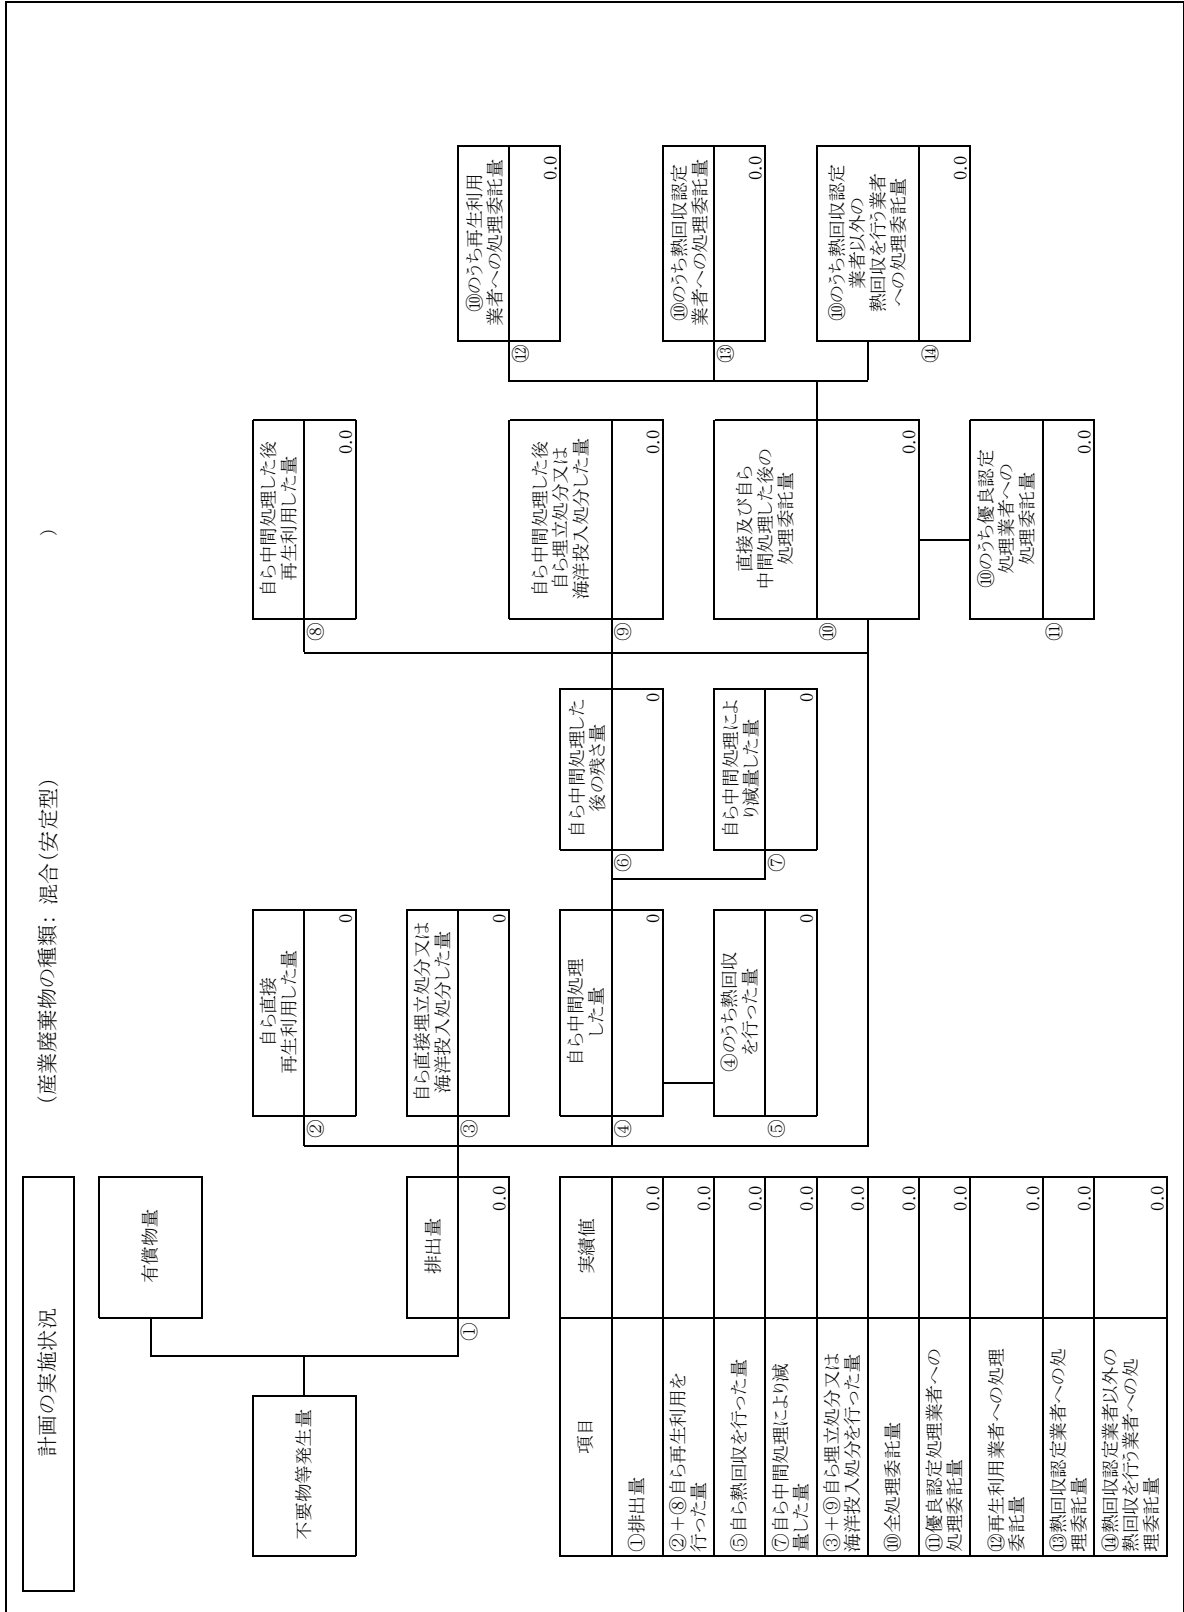 計画の実施状況
(産業廃棄物の種類: 混合(安定型) )
不要物等発生量
有償物量
排出量
①
0.0
自ら直接
再生利用した量
②
0
自ら直接埋立処分又は
海洋投入処分した量
③
0
自ら中間処理
した量
④
0
④のうち熱回収
を行った量
⑤
0
自ら中間処理した
後の残さ量
⑥
0
自ら中間処理によ
り減量した量
⑦
0
自ら中間処理した後
再生利用した量
⑧
0.0
自ら中間処理した後
自ら埋立処分又は
海洋投入処分した量
⑨
0.0
直接及び自ら
中間処理した後の
処理委託量
⑩
0.0
⑩のうち優良認定
処理業者への
処理委託量
⑪
0.0
⑩のうち再生利用
業者への処理委託量
⑫
0.0
⑩のうち熱回収認定
業者への処理委託量
⑬
0.0
⑩のうち熱回収認定
業者以外の
熱回収を行う業者
への処理委託量
⑭
0.0
項目 実績値
①排出量 0.0
②+⑧自ら再生利用を
行った量 0.0
⑤自ら熱回収を行った量 0.0
⑦自ら中間処理により減
量した量 0.0
③+⑨自ら埋立処分又は
海洋投入処分を行った量 0.0
⑩全処理委託量 0.0
⑪優良認定処理業者への
処理委託量 0.0
⑫再生利用業者への処理
委託量 0.0
⑬熱回収認定業者への処
理委託量 0.0
⑭熱回収認定業者以外の
熱回収を行う業者への処
理委託量 0.0